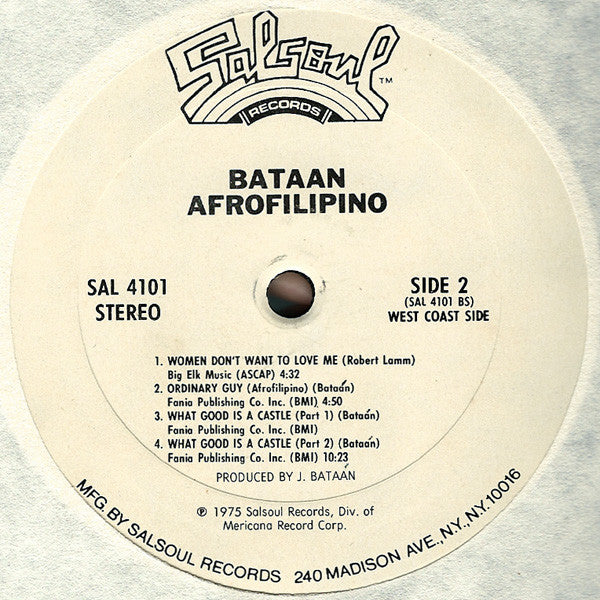 Salsoul TM
RECORDS
BATAAN
AFROFILIPINO
SAL 4101
STEREO
SIDE 2
(SAL 4101 BS)
WEST COAST SIDE
1. WOMEN DON'T WANT TO LOVE ME (Robert Lamm)
Big Elk Music (ASCAP) 4:32
2. ORDINARY GUY (Afrofilipino) (Bataán)
Fania Publishing Co. Inc. (BMI) 4:50
3. WHAT GOOD IS A CASTLE (Part 1) (Bataán)
Fania Publishing Co. Inc. (BMI)
4. WHAT GOOD IS A CASTLE (Part 2) (Bataán)
Fania Publishing Co. Inc. (BMI) 10:23
PRODUCED BY J. BATAÁN
℗ 1975 Salsoul Records, Div. of
Mericana Record Corp.
MFG. BY SALSOUL RECORDS 240 MADISON AVE., N.Y., N.Y. 10016